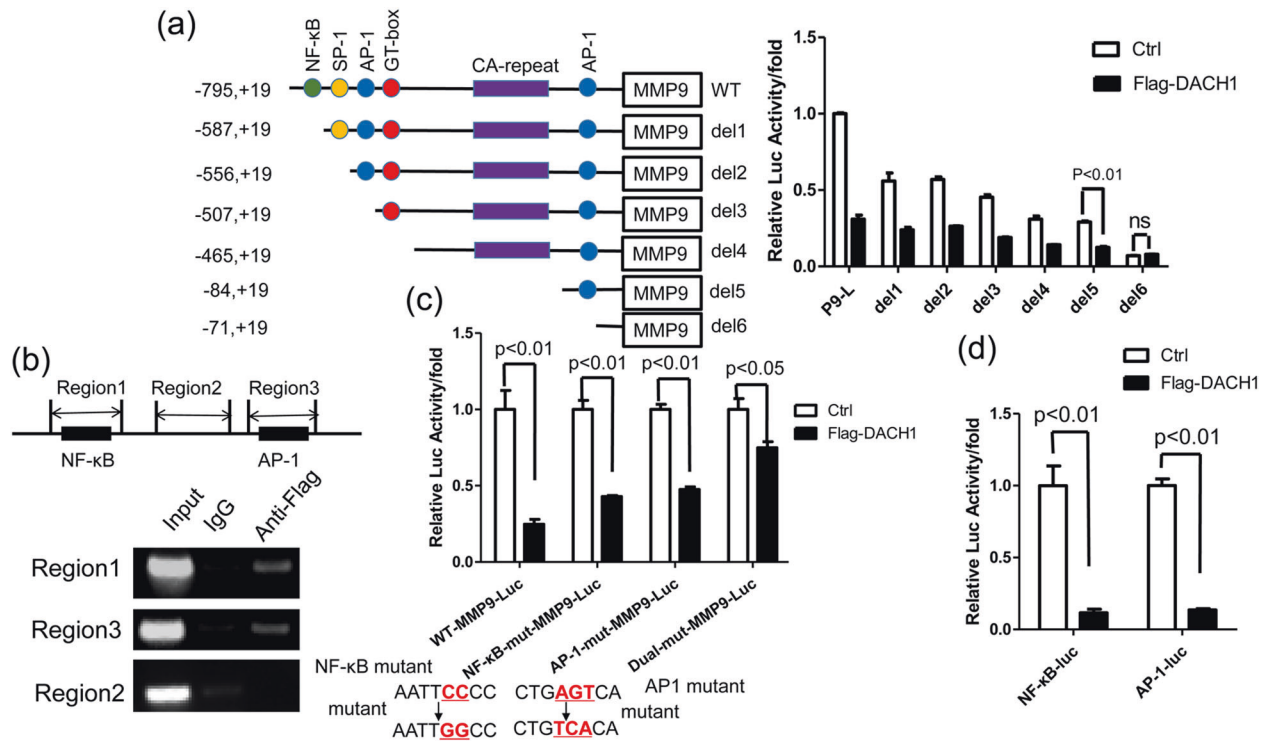 (a)
NF-κB
SP-1
AP-1
GT-box
CA-repeat
AP-1
-795,+19
MMP9
WT
-587,+19
MMP9
del1
-556,+19
MMP9
del2
-507,+19
MMP9
del3
-465,+19
MMP9
del4
-84,+19
MMP9
del5
-71,+19
MMP9
del6
Relative Luc Activity/fold
1.5
1.0
0.5
0.0
Ctrl
Flag-DACH1
P<0.01
ns
P9-L
del1
del2
del3
del4
del5
del6
(b)
Region1
Region2
Region3
NF-κB
AP-1
Input
IgG
Anti-Flag
Region1
Region3
Region2
(c)
Relative Luc Activity/fold
1.5
1.0
0.5
0.0
p<0.01
p<0.01
p<0.01
p<0.05
Ctrl
Flag-DACH1
WT-MMP9-Luc
NF-κB-mut-MMP9-Luc
AP-1-mut-MMP9-Luc
Dual-mut-MMP9-Luc
NF-κB mutant
AATTCCCC
CTGAGTCA
AP1 mutant
mutant
mutant
AATTGGCC
CTGTCACA
(d)
Ctrl
Flag-DACH1
Relative Luc Activity/fold
1.5
1.0
0.5
0.0
p<0.01
p<0.01
NF-κB-luc
AP-1-luc